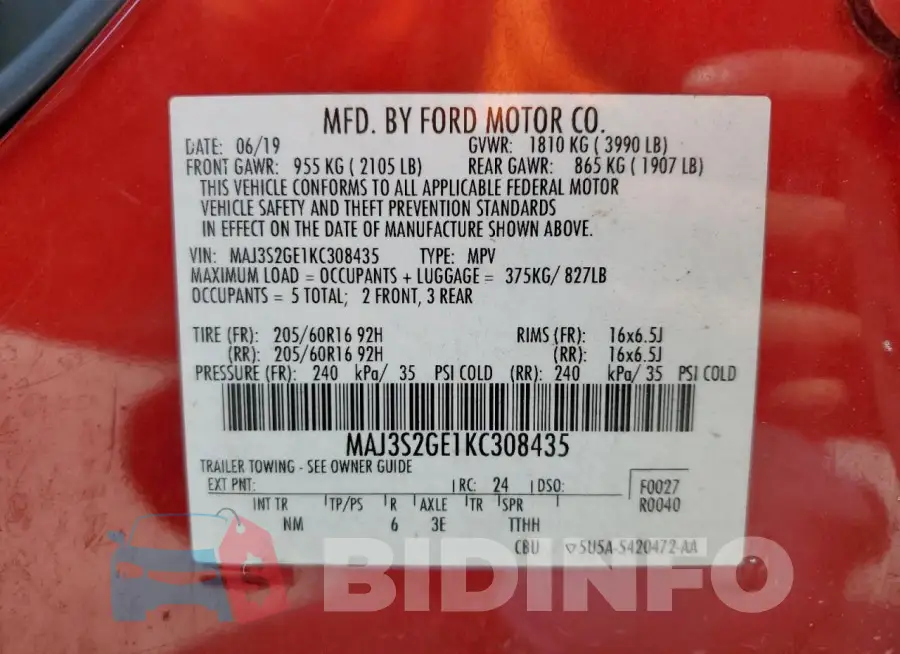 MFD. BY FORD MOTOR CO.
DATE: 06/19 GVWR: 1810 KG ( 3990 LB)
FRONT GAWR: 955 KG ( 2105 LB) REAR GAWR: 865 KG ( 1907 LB)
THIS VEHICLE CONFORMS TO ALL APPLICABLE FEDERAL MOTOR
VEHICLE SAFETY AND THEFT PREVENTION STANDARDS
IN EFFECT ON THE DATE OF MANUFACTURE SHOWN ABOVE.
VIN: MAJ3S2GE1KC308435 TYPE: MPV
MAXIMUM LOAD = OCCUPANTS + LUGGAGE = 375KG/ 827LB
OCCUPANTS = 5 TOTAL; 2 FRONT, 3 REAR
TIRE (FR): 205/60R16 92H RIMS (FR): 16x6.5J
(RR): 205/60R16 92H (RR): 16x6.5J
PRESSURE (FR): 240 kPa/ 35 PSI COLD (RR): 240 kPa/ 35 PSI COLD
MAJ3S2GE1KC308435
TRAILER TOWING - SEE OWNER GUIDE
EXT PNT: RC: 24 DSO: F0027
INT TR TP/PS R AXLE TR SPR R0040
NM 6 3E TTHH
CBU 5U5A-5420472-AA
BIDINFO